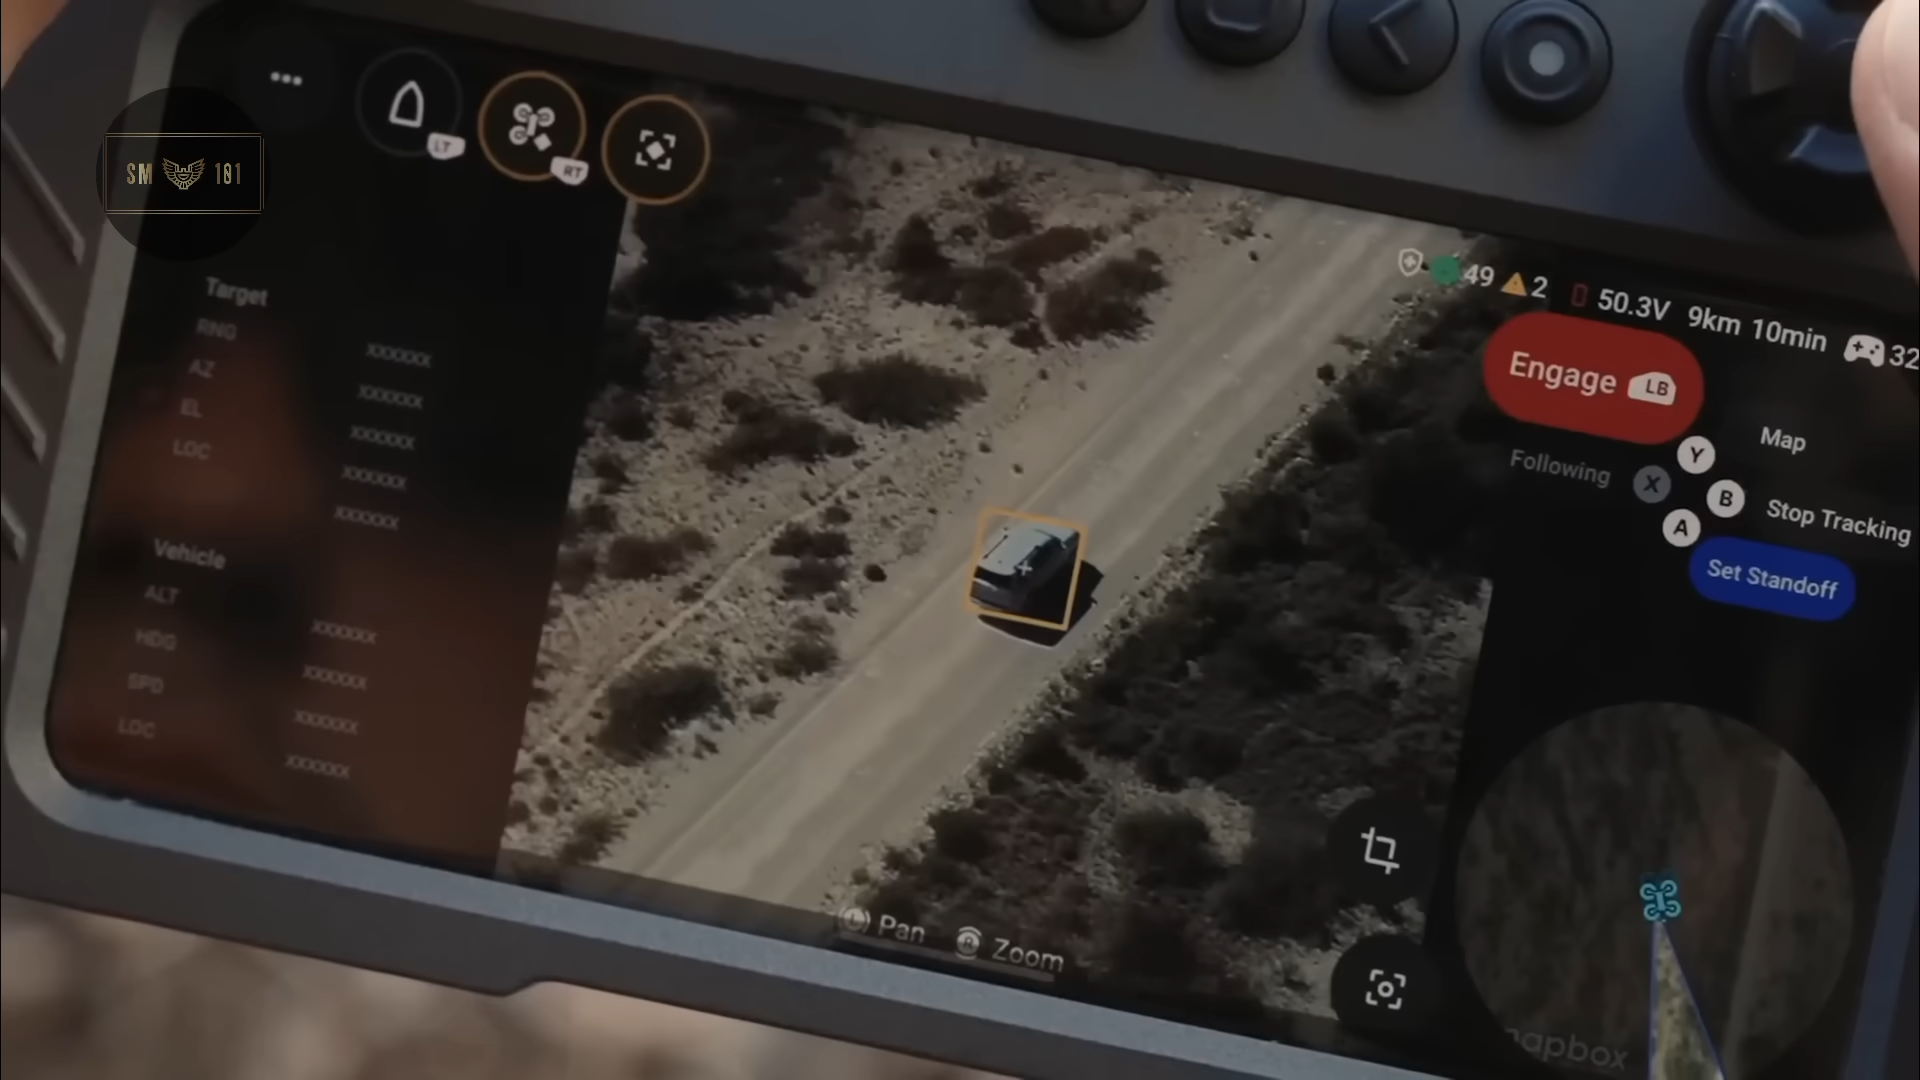 SM 101
LT
RT
49 2 50.3V 9km 10min 32
Target
RNG XXXXXX
AZ XXXXXX
EL XXXXXX
LOC XXXXXX
XXXXXX
Vehicle
ALT XXXXXX
HDG XXXXXX
SPD XXXXXX
LOC XXXXXX
Engage LB
Y Map
Following X
B Stop Tracking
A Set Standoff
L Pan R Zoom
mapbox